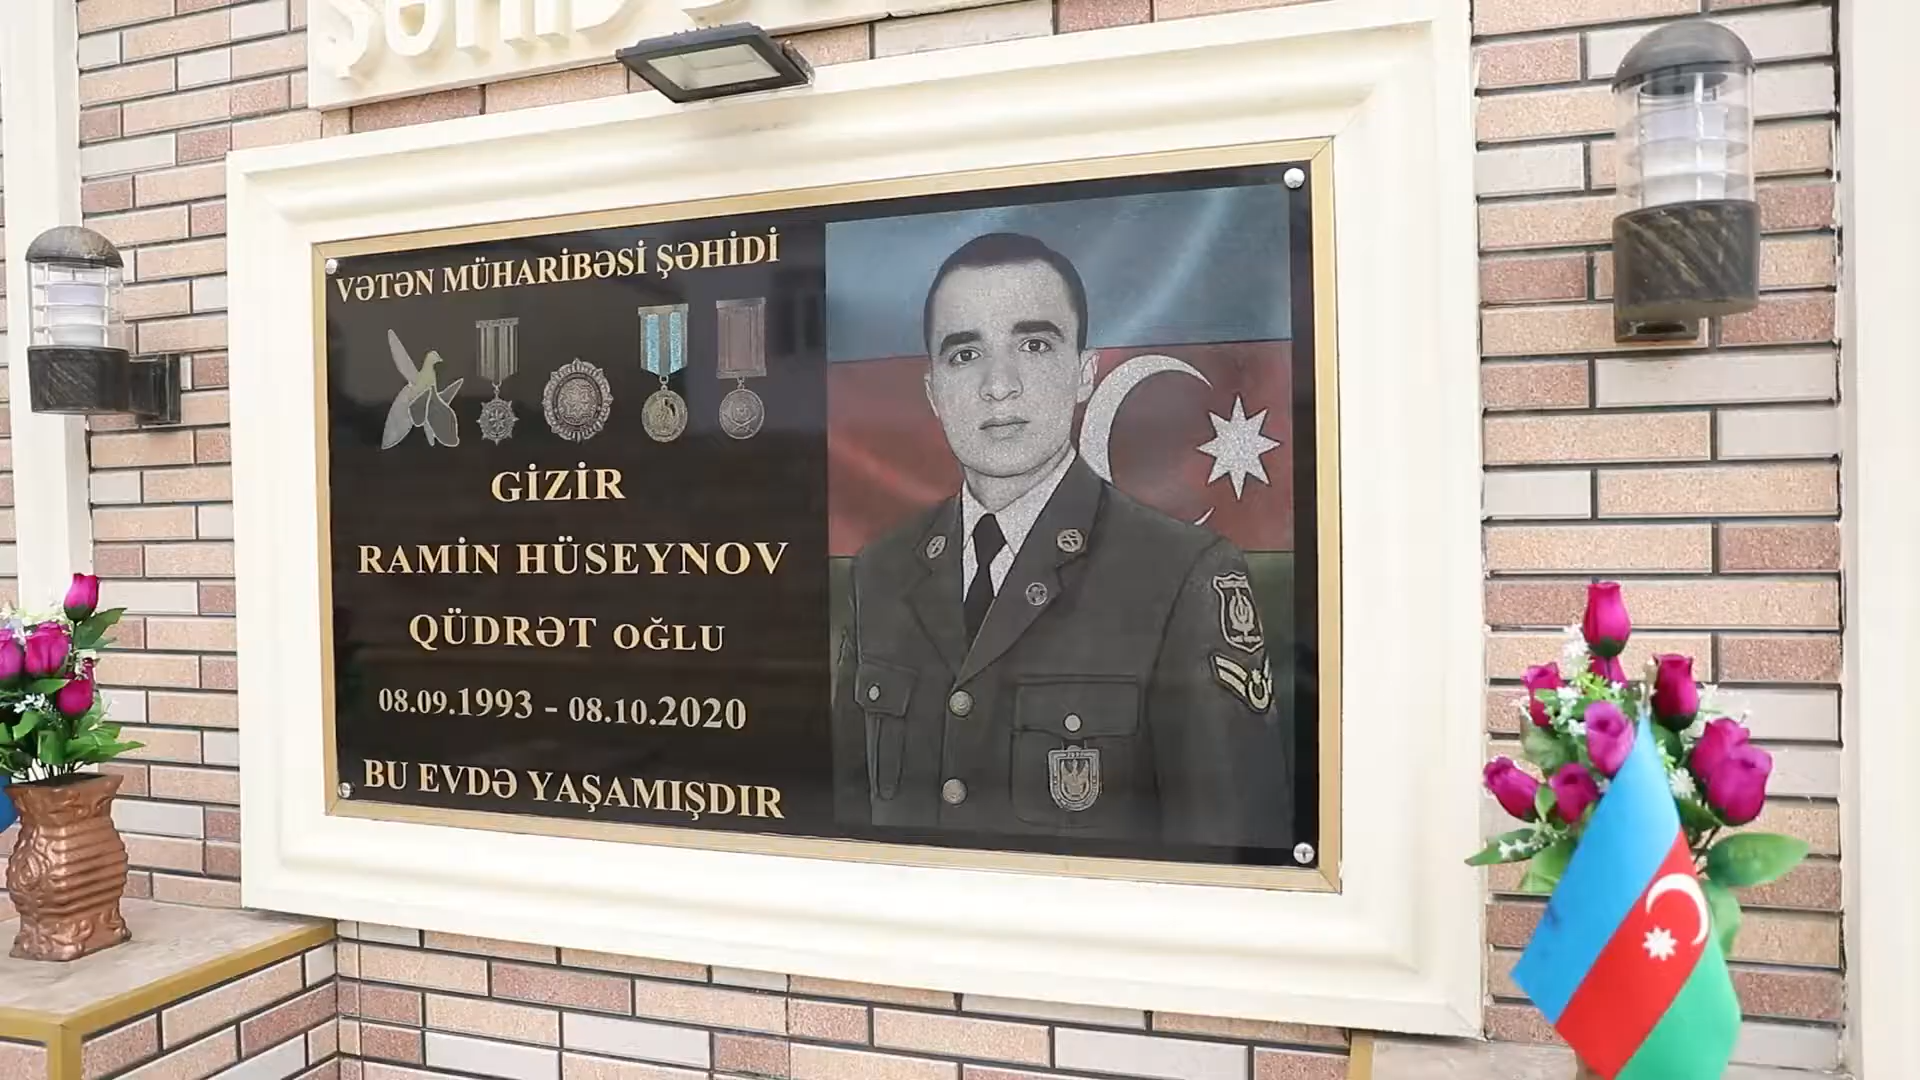 ŞƏHİD
VƏTƏN MÜHARİBƏSİ ŞƏHİDİ
GİZİR
RAMİN HÜSEYNOV
QÜDRƏT OĞLU
08.09.1993 - 08.10.2020
BU EVDƏ YAŞAMIŞDIR